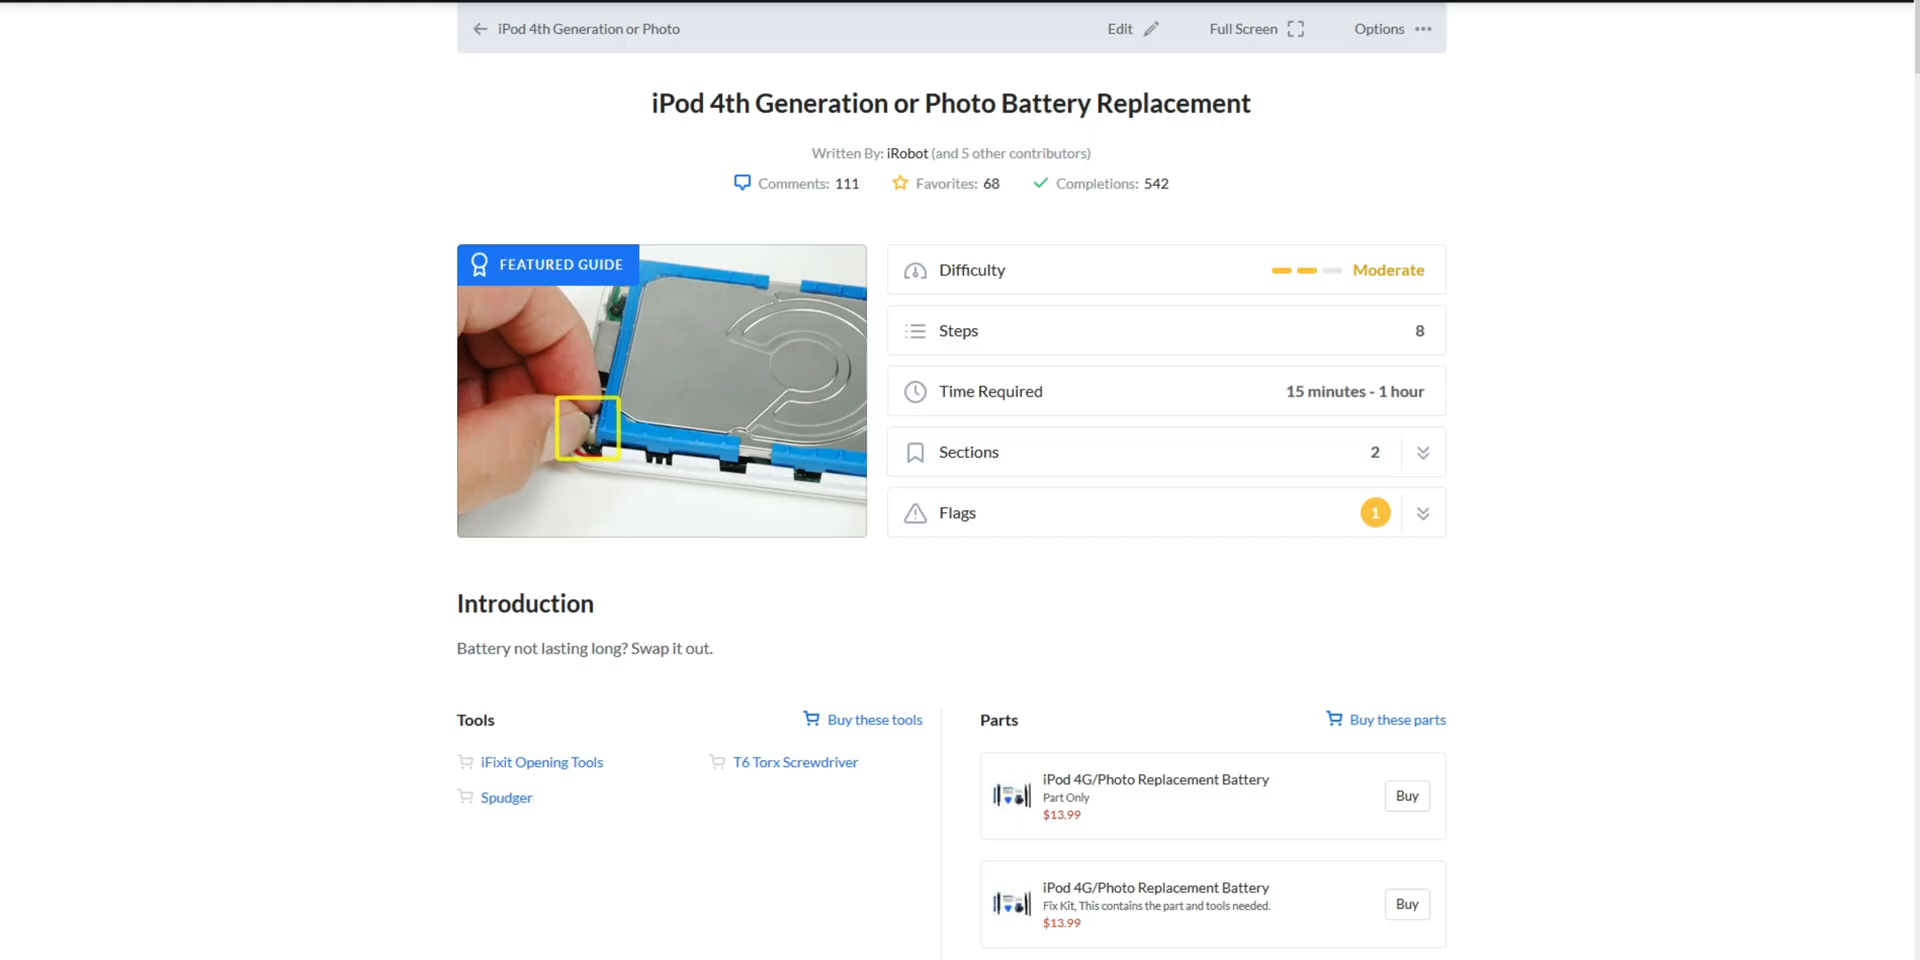 iPod 4th Generation or Photo
Edit
Full Screen
Options
iPod 4th Generation or Photo Battery Replacement
Written By: iRobot (and 5 other contributors)
Comments: 111
Favorites: 68
Completions: 542
FEATURED GUIDE
Difficulty
Moderate
Steps
8
Time Required
15 minutes - 1 hour
Sections
2
Flags
1
Introduction
Battery not lasting long? Swap it out.
Tools
Buy these tools
iFixit Opening Tools
T6 Torx Screwdriver
Spudger
Parts
Buy these parts
iPod 4G/Photo Replacement Battery
Part Only
$13.99
Buy
iPod 4G/Photo Replacement Battery
Fix Kit, This contains the part and tools needed.
$13.99
Buy